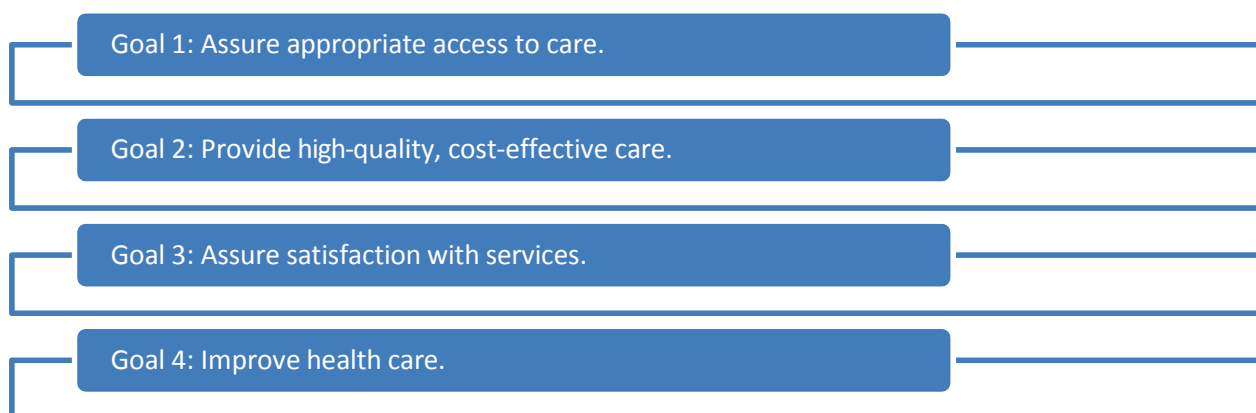 Goal 1: Assure appropriate access to care.
Goal 2: Provide high-quality, cost-effective care.
Goal 3: Assure satisfaction with services.
Goal 4: Improve health care.